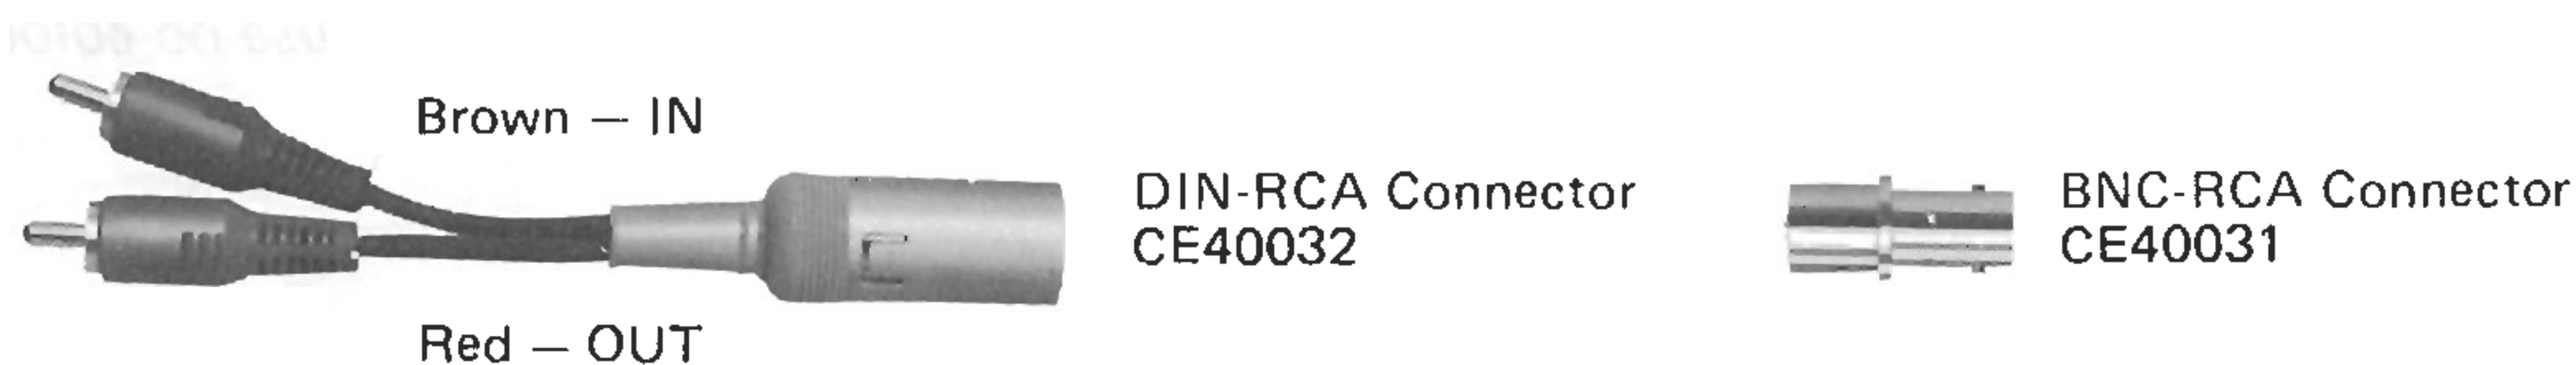 Brown — IN
DIN-RCA Connector
CE40032
BNC-RCA Connector
CE40031
Red — OUT